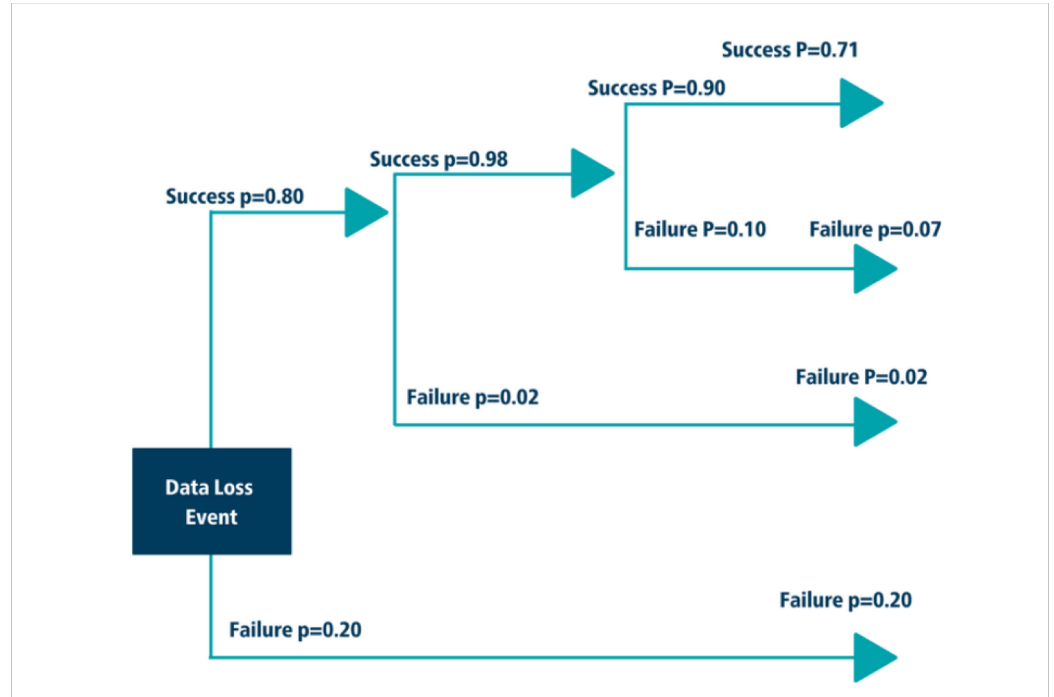 Success P=0.71
Success P=0.90
Success p=0.98
Success p=0.80
Failure P=0.10
Failure p=0.07
Failure P=0.02
Failure p=0.02
Data Loss
Event
Failure p=0.20
Failure p=0.20